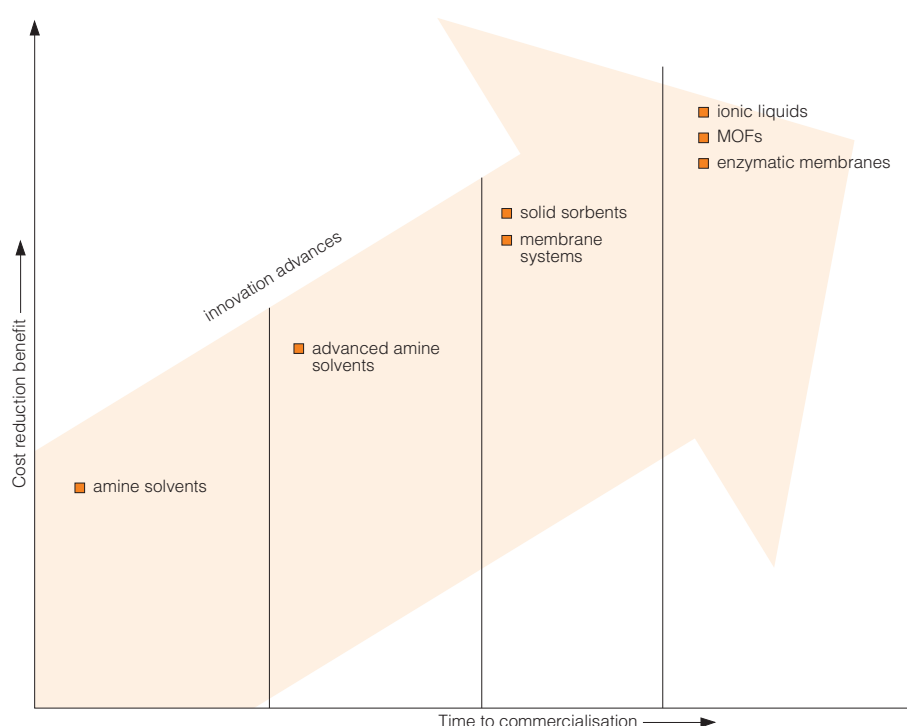 ionic liquids
MOFs
enzymatic membranes
solid sorbents
membrane
systems
innovation advances
advanced amine
solvents
amine solvents
Cost reduction benefit
Time to commercialisation